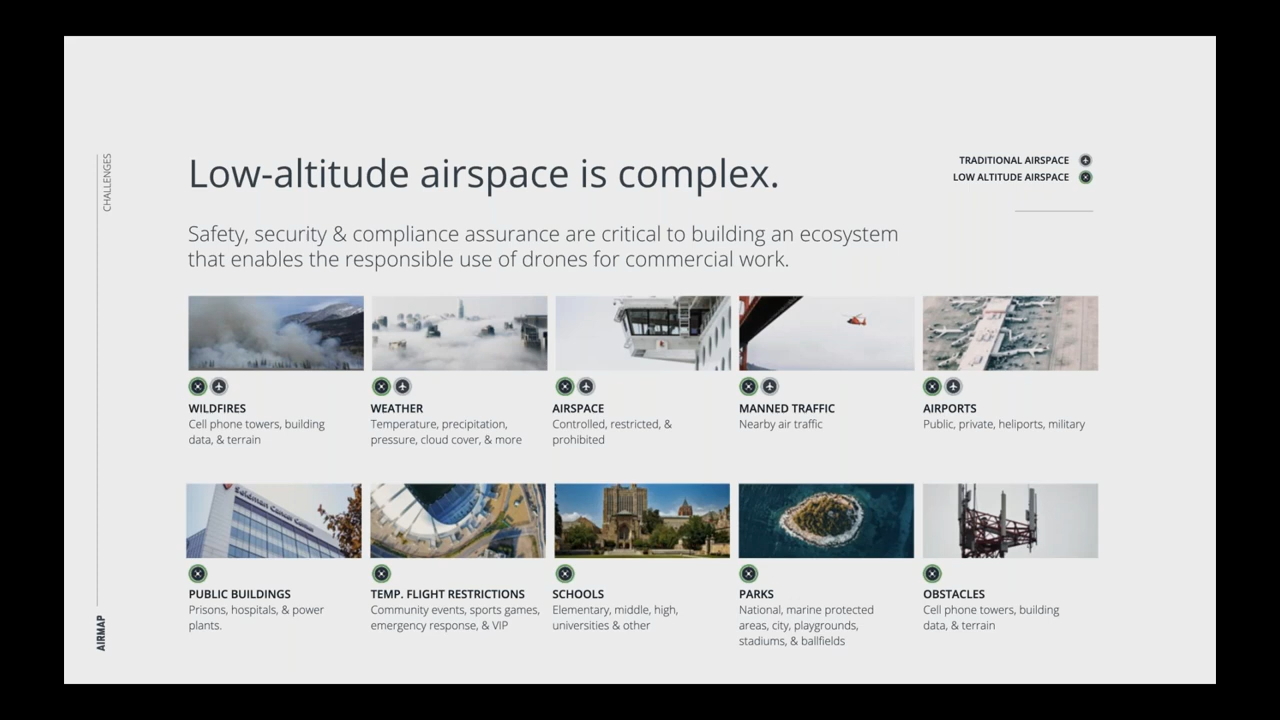 CHALLENGES
Low-altitude airspace is complex.
TRADITIONAL AIRSPACE
LOW ALTITUDE AIRSPACE
Safety, security & compliance assurance are critical to building an ecosystem
that enables the responsible use of drones for commercial work.
WILDFIRES
Cell phone towers, building
data, & terrain
WEATHER
Temperature, precipitation,
pressure, cloud cover, & more
AIRSPACE
Controlled, restricted, &
prohibited
MANNED TRAFFIC
Nearby air traffic
AIRPORTS
Public, private, heliports, military
Seidman Cancer Center
PUBLIC BUILDINGS
Prisons, hospitals, & power
plants.
TEMP. FLIGHT RESTRICTIONS
Community events, sports games,
emergency response, & VIP
SCHOOLS
Elementary, middle, high,
universities & other
PARKS
National, marine protected
areas, city, playgrounds,
stadiums, & ballfields
OBSTACLES
Cell phone towers, building
data, & terrain
AIRMAP